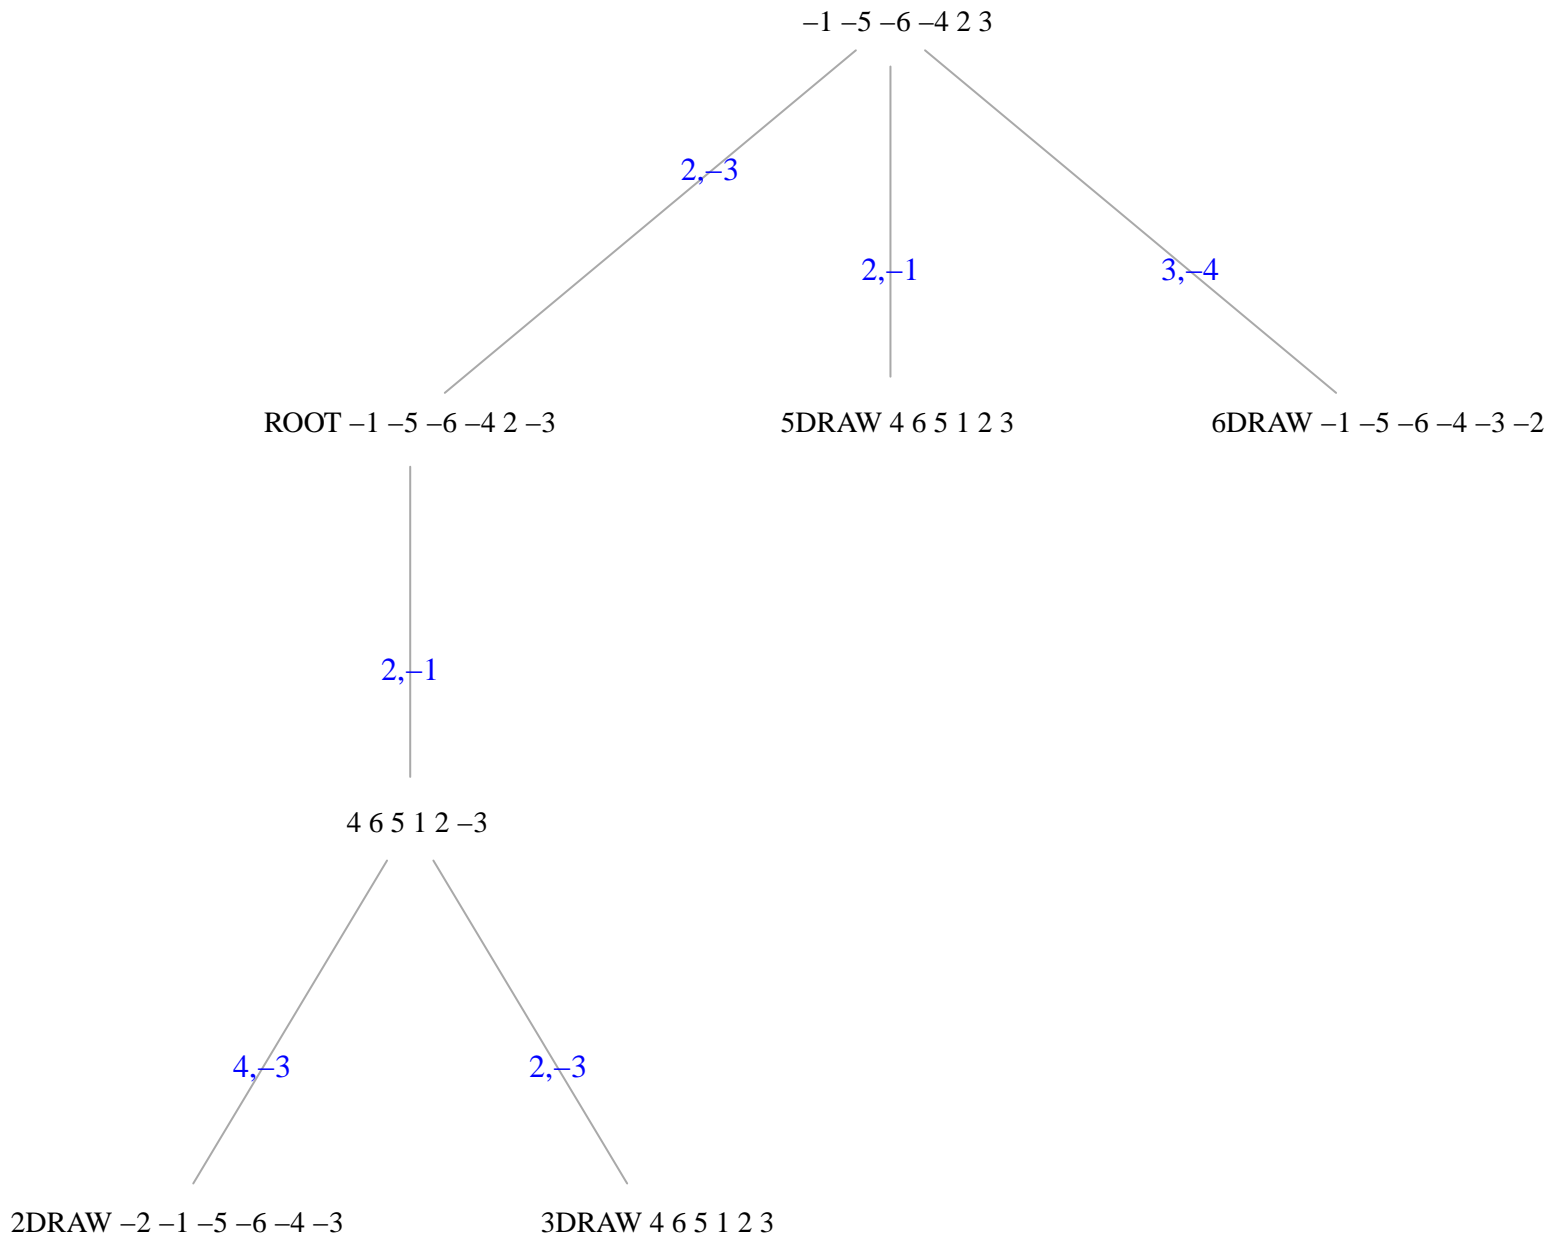 –1 –5 –6 –4 2 3
2,–3
2,–1
3,–4
ROOT –1 –5 –6 –4 2 –3
5DRAW 4 6 5 1 2 3
6DRAW –1 –5 –6 –4 –3 –2
2,–1
4 6 5 1 2 –3
4,–3
2,–3
2DRAW –2 –1 –5 –6 –4 –3
3DRAW 4 6 5 1 2 3